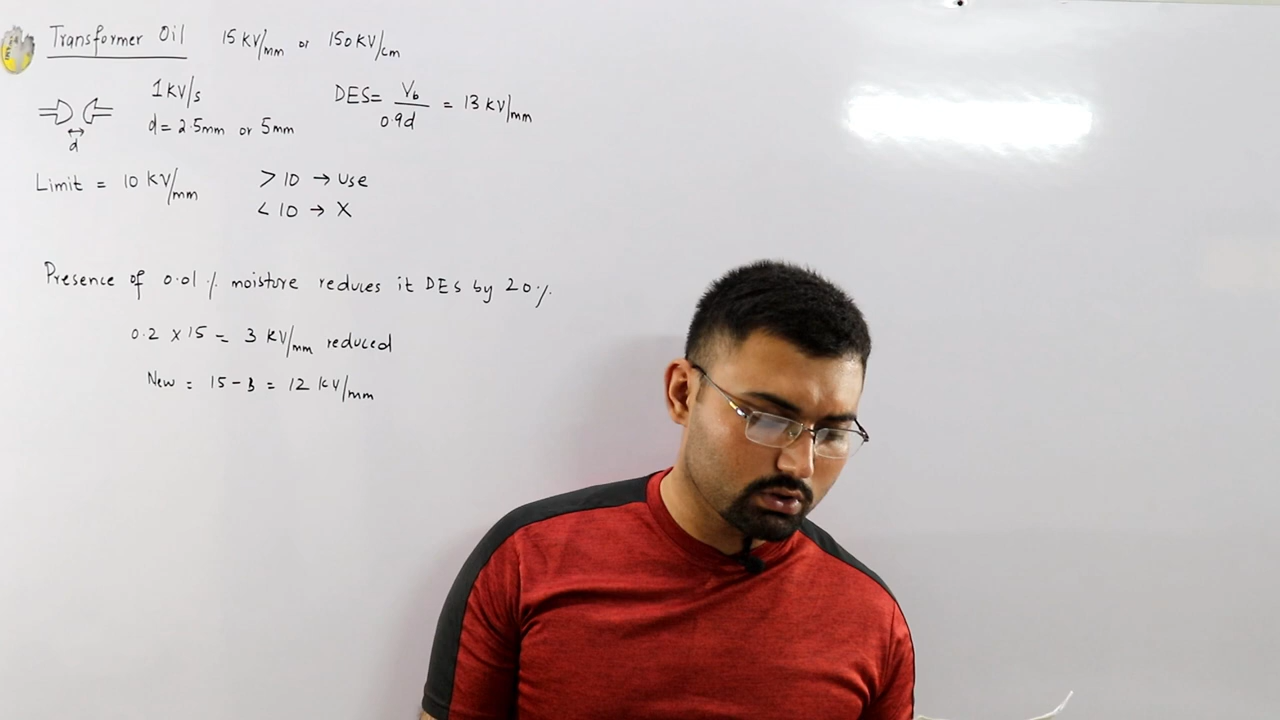 Transformer Oil 15 KV/mm or 150 KV/cm
1 KV/s
d = 2.5mm or 5mm
DES = Vb/0.9d = 13 KV/mm
d
Limit = 10 KV/mm
> 10 → use
< 10 → X
Presence of 0.01 % moisture reduces it DES by 20 %.
0.2 × 15 = 3 KV/mm reduced
New = 15 - 3 = 12 KV/mm